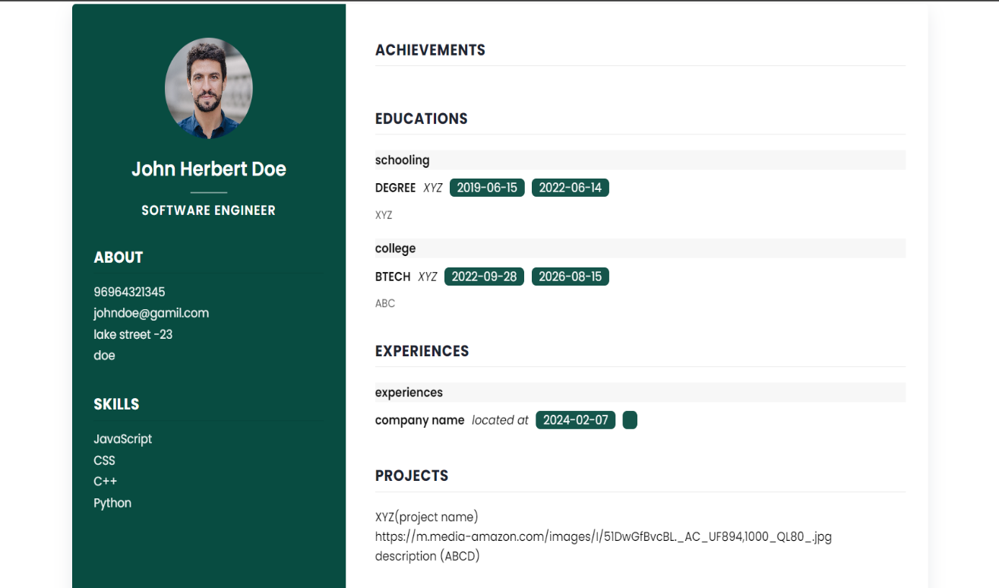 John Herbert Doe
SOFTWARE ENGINEER
ABOUT
96964321345
johndoe@gamil.com
lake street -23
doe
SKILLS
JavaScript
CSS
C++
Python
ACHIEVEMENTS
EDUCATIONS
schooling
DEGREE XYZ 2019-06-15 2022-06-14
XYZ
college
BTECH XYZ 2022-09-28 2026-08-15
ABC
EXPERIENCES
experiences
company name located at 2024-02-07
PROJECTS
XYZ(project name)
https://m.media-amazon.com/images/I/51DwGfBvcBL._AC_UF894,1000_QL80_.jpg
description (ABCD)